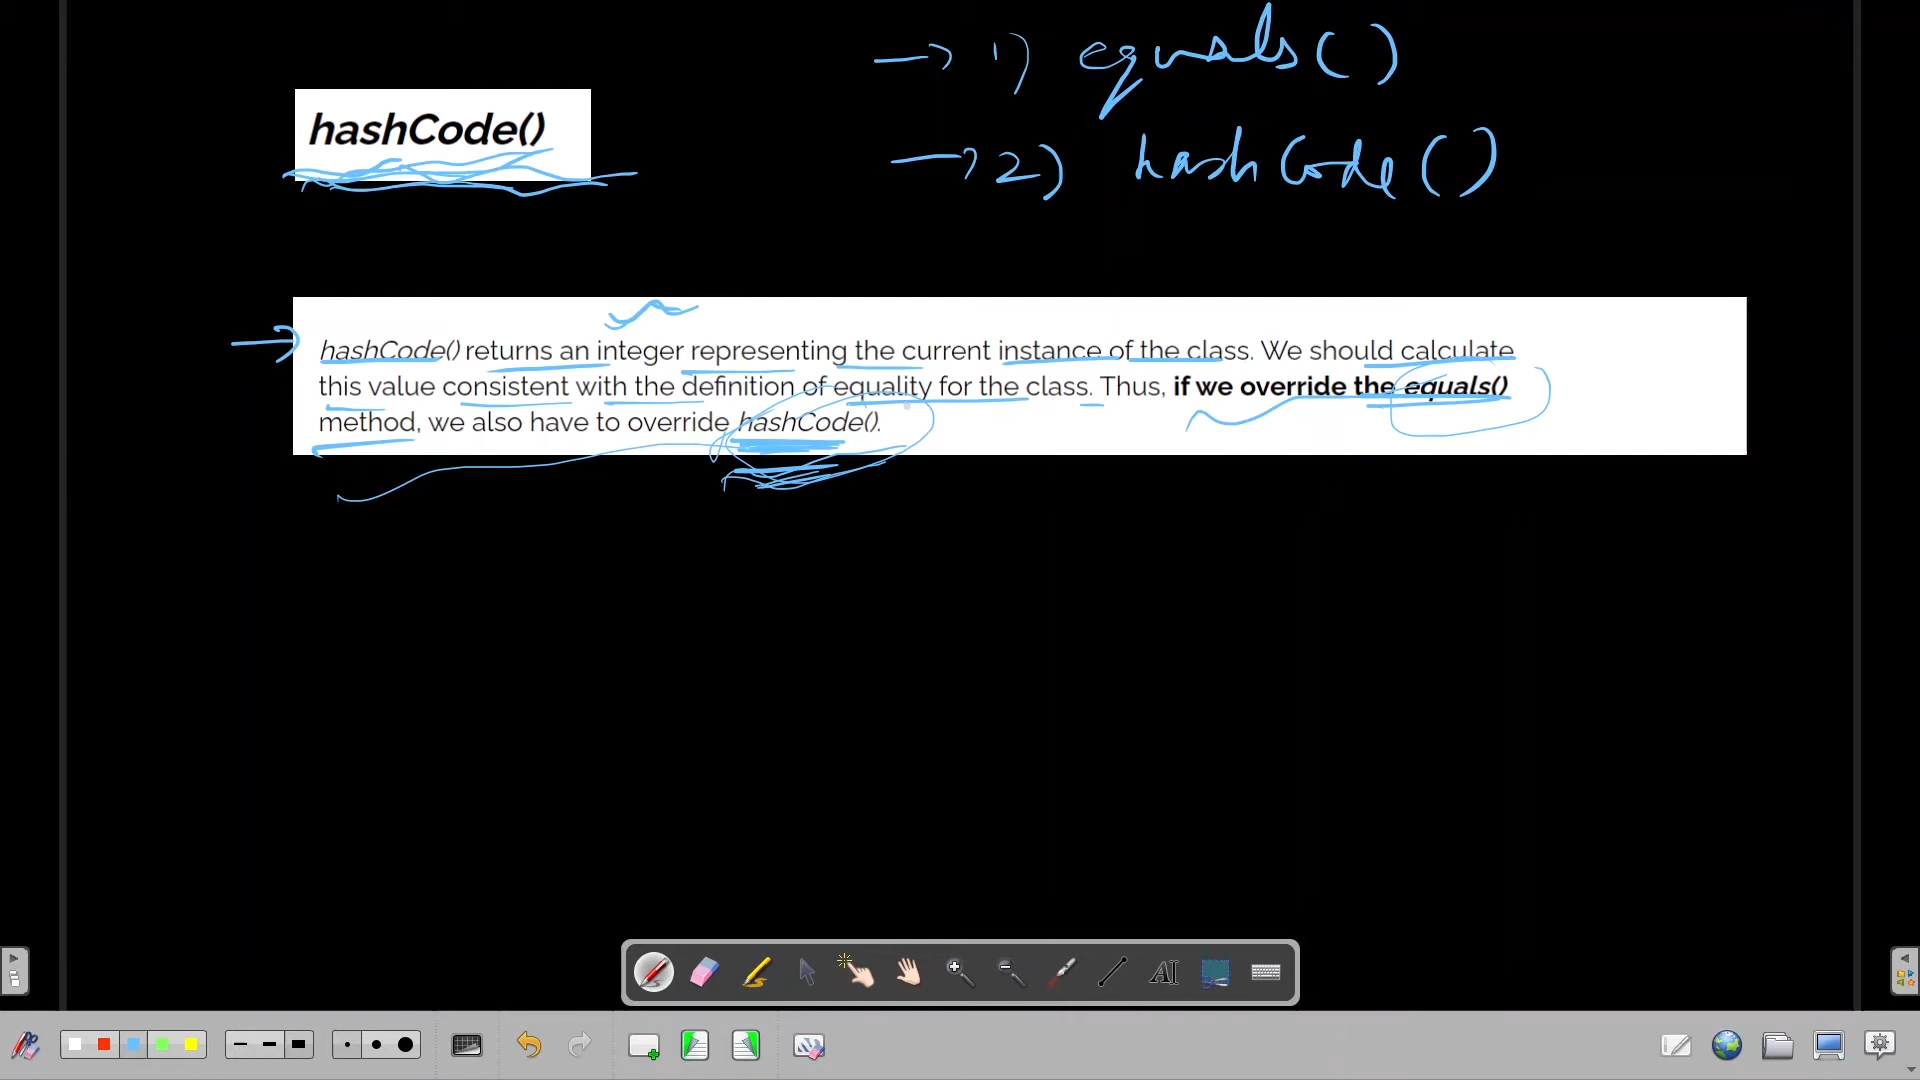 → 1) equals()
hashCode()
→ 2) hashCode()
hashCode() returns an integer representing the current instance of the class. We should calculate
this value consistent with the definition of equality for the class. Thus, if we override the equals()
method, we also have to override hashCode().
AI